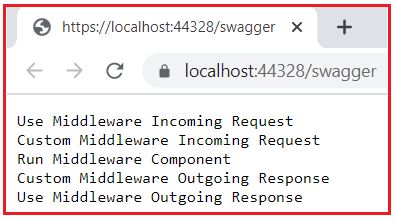 https://localhost:44328/swagger
localhost:44328/swagger
Use Middleware Incoming Request
Custom Middleware Incoming Request
Run Middleware Component
Custom Middleware Outgoing Response
Use Middleware Outgoing Response